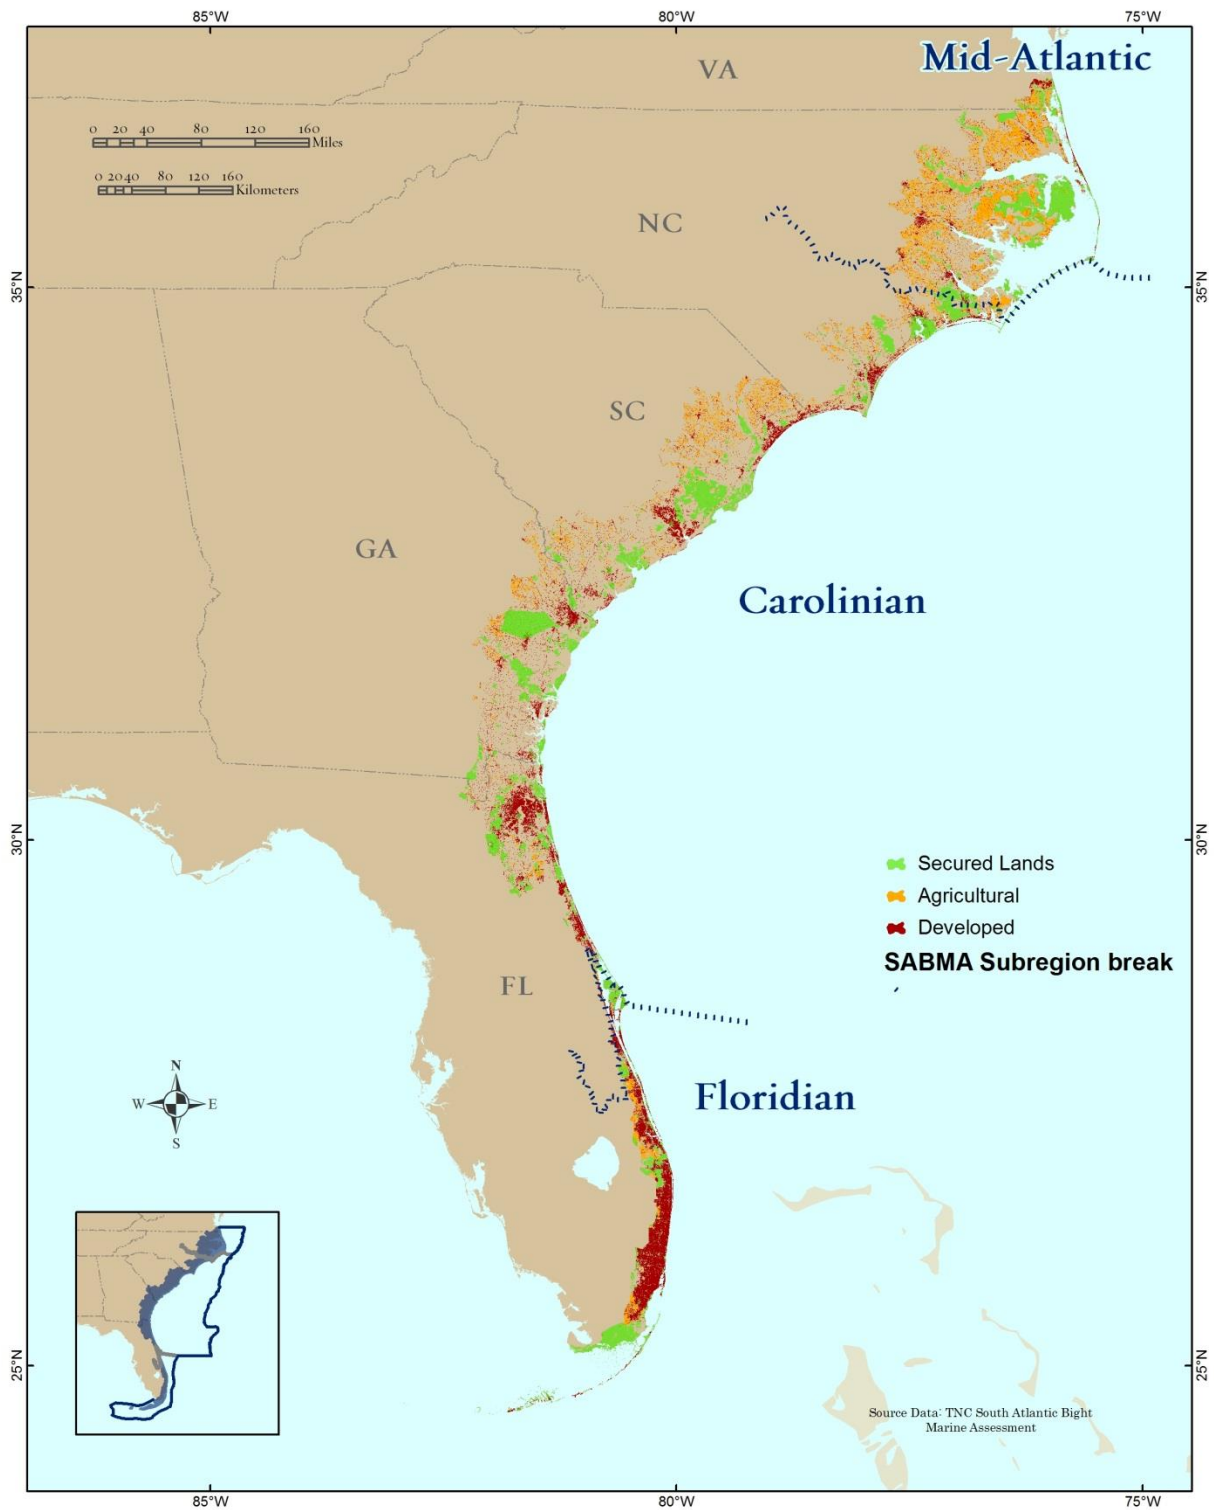 85°W
80°W
75°W
Mid-Atlantic
VA
0 20 40 80 120 160
Miles
0 20 40 80 120 160
Kilometers
NC
35°N
35°N
SC
GA
Carolinian
30°N
30°N
Secured Lands
Agricultural
Developed
SABMA Subregion break
FL
N
W
E
S
Floridian
25°N
25°N
Source Data: TNC South Atlantic Bight
Marine Assessment
85°W
80°W
75°W